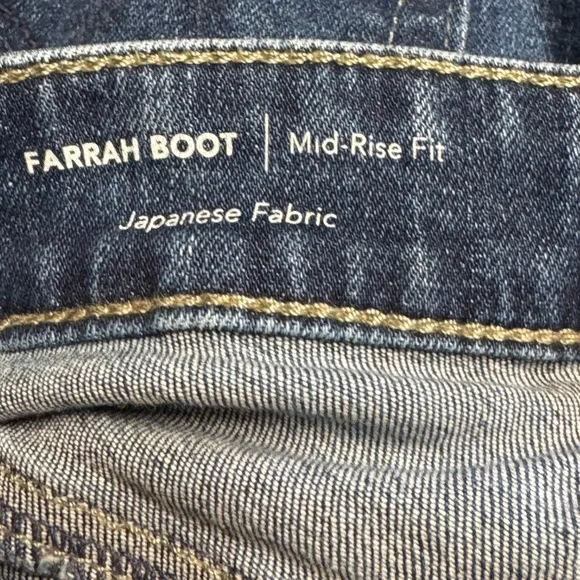 FARRAH BOOT | Mid-Rise Fit
Japanese Fabric